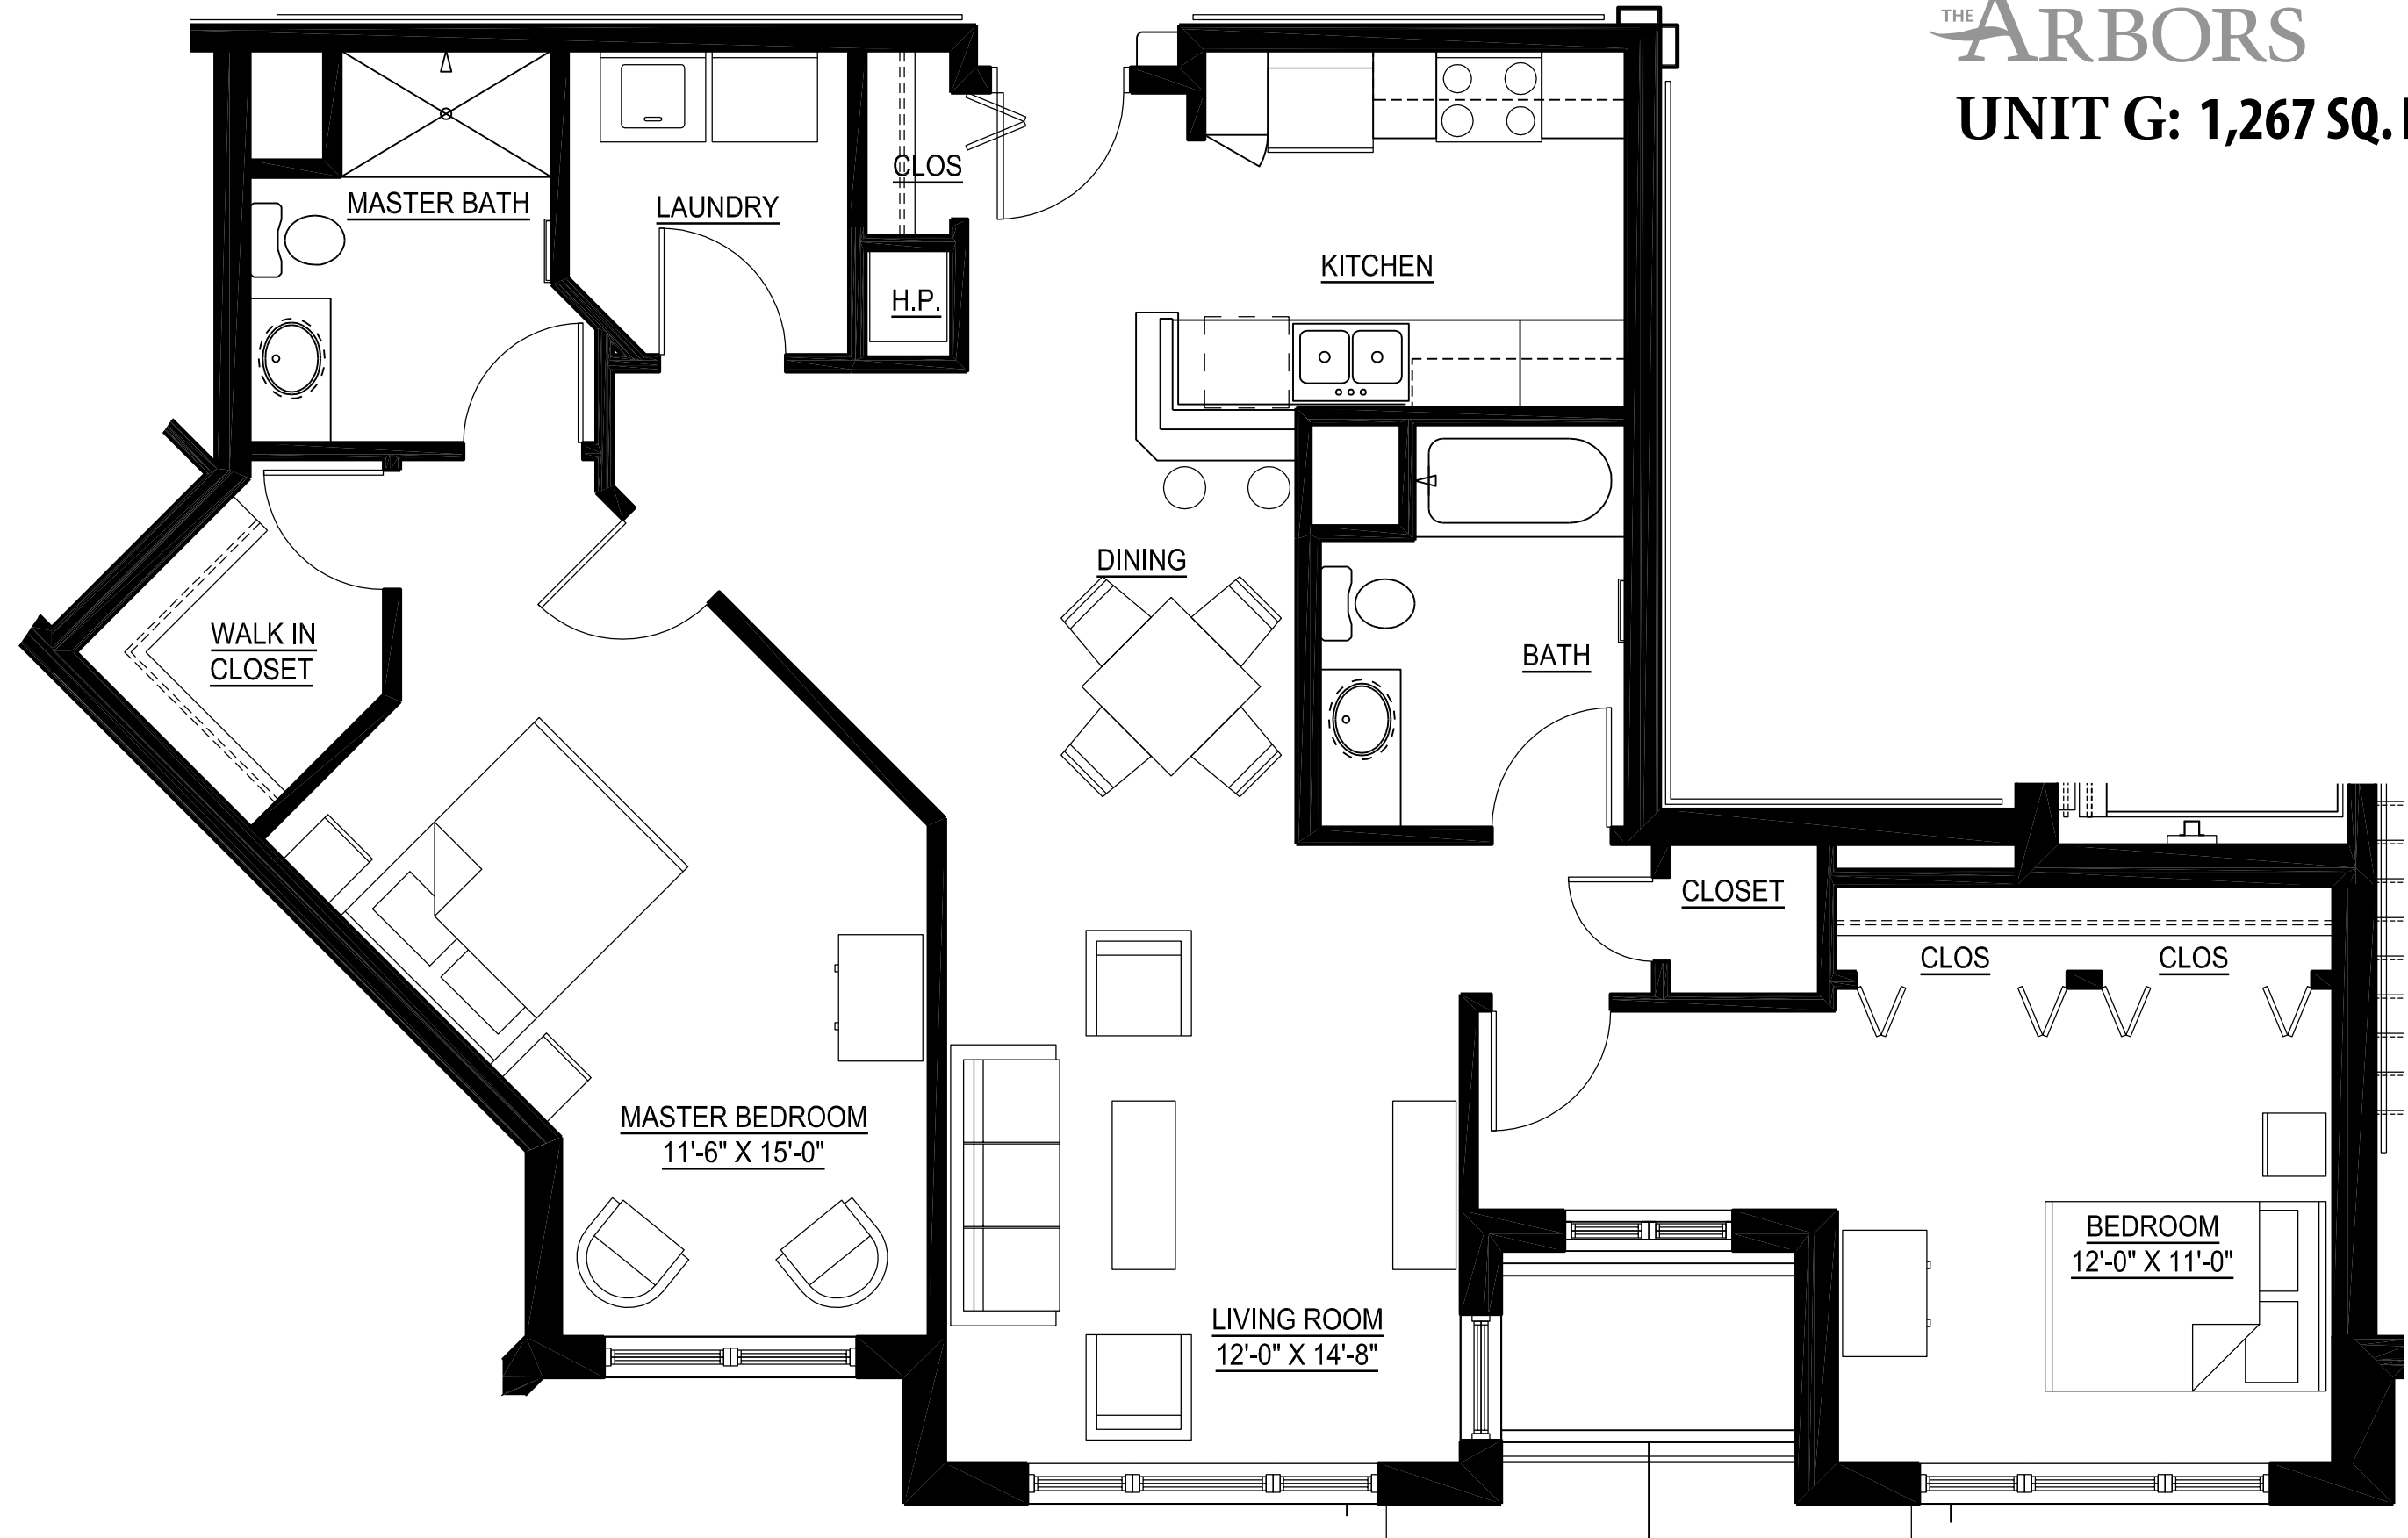 THE ARBORS
UNIT G: 1,267 SQ.
CLOS
MASTER BATH
LAUNDRY
KITCHEN
H.P.
DINING
WALK IN
CLOSET
BATH
CLOSET
CLOS
CLOS
MASTER BEDROOM
11'-6" X 15'-0"
BEDROOM
12'-0" X 11'-0"
LIVING ROOM
12'-0" X 14'-8"